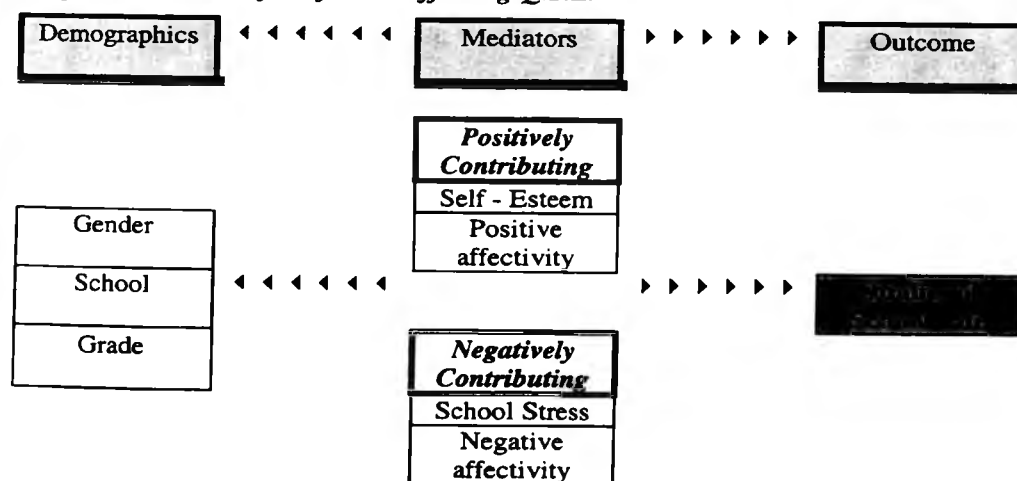 Demographics
Mediators
Outcome
Positively
Contributing
Self - Esteem
Positive
affectivity
Gender
School
Grade
Negatively
Contributing
School Stress
Negative
affectivity